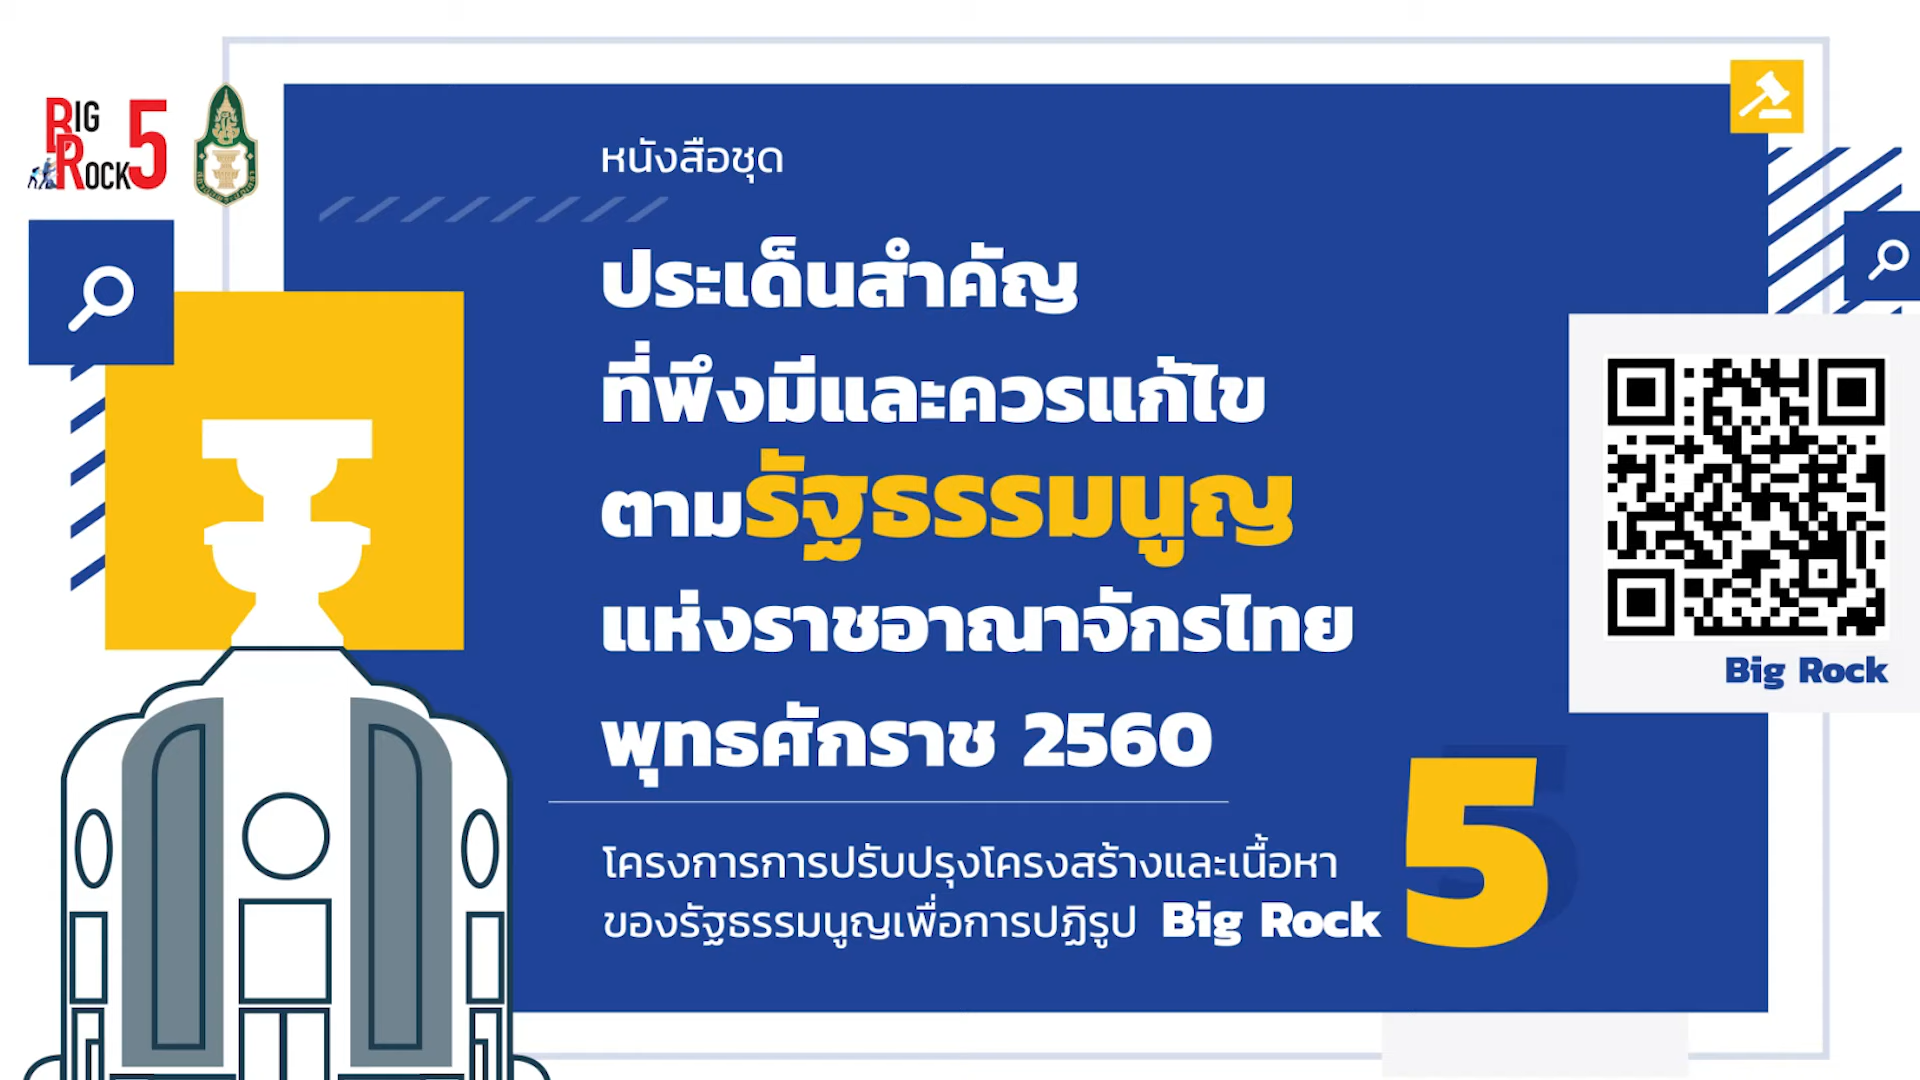 BIG
ROCK 5
หนังสือชุด
ประเด็นสำคัญ
ที่พึงมีและควรแก้ไข
ตามรัฐธรรมนูญ
แห่งราชอาณาจักรไทย
พุทธศักราช 2560
โครงการการปรับปรุงโครงสร้างและเนื้อหา
ของรัฐธรรมนูญเพื่อการปฏิรูป Big Rock 5
Big Rock